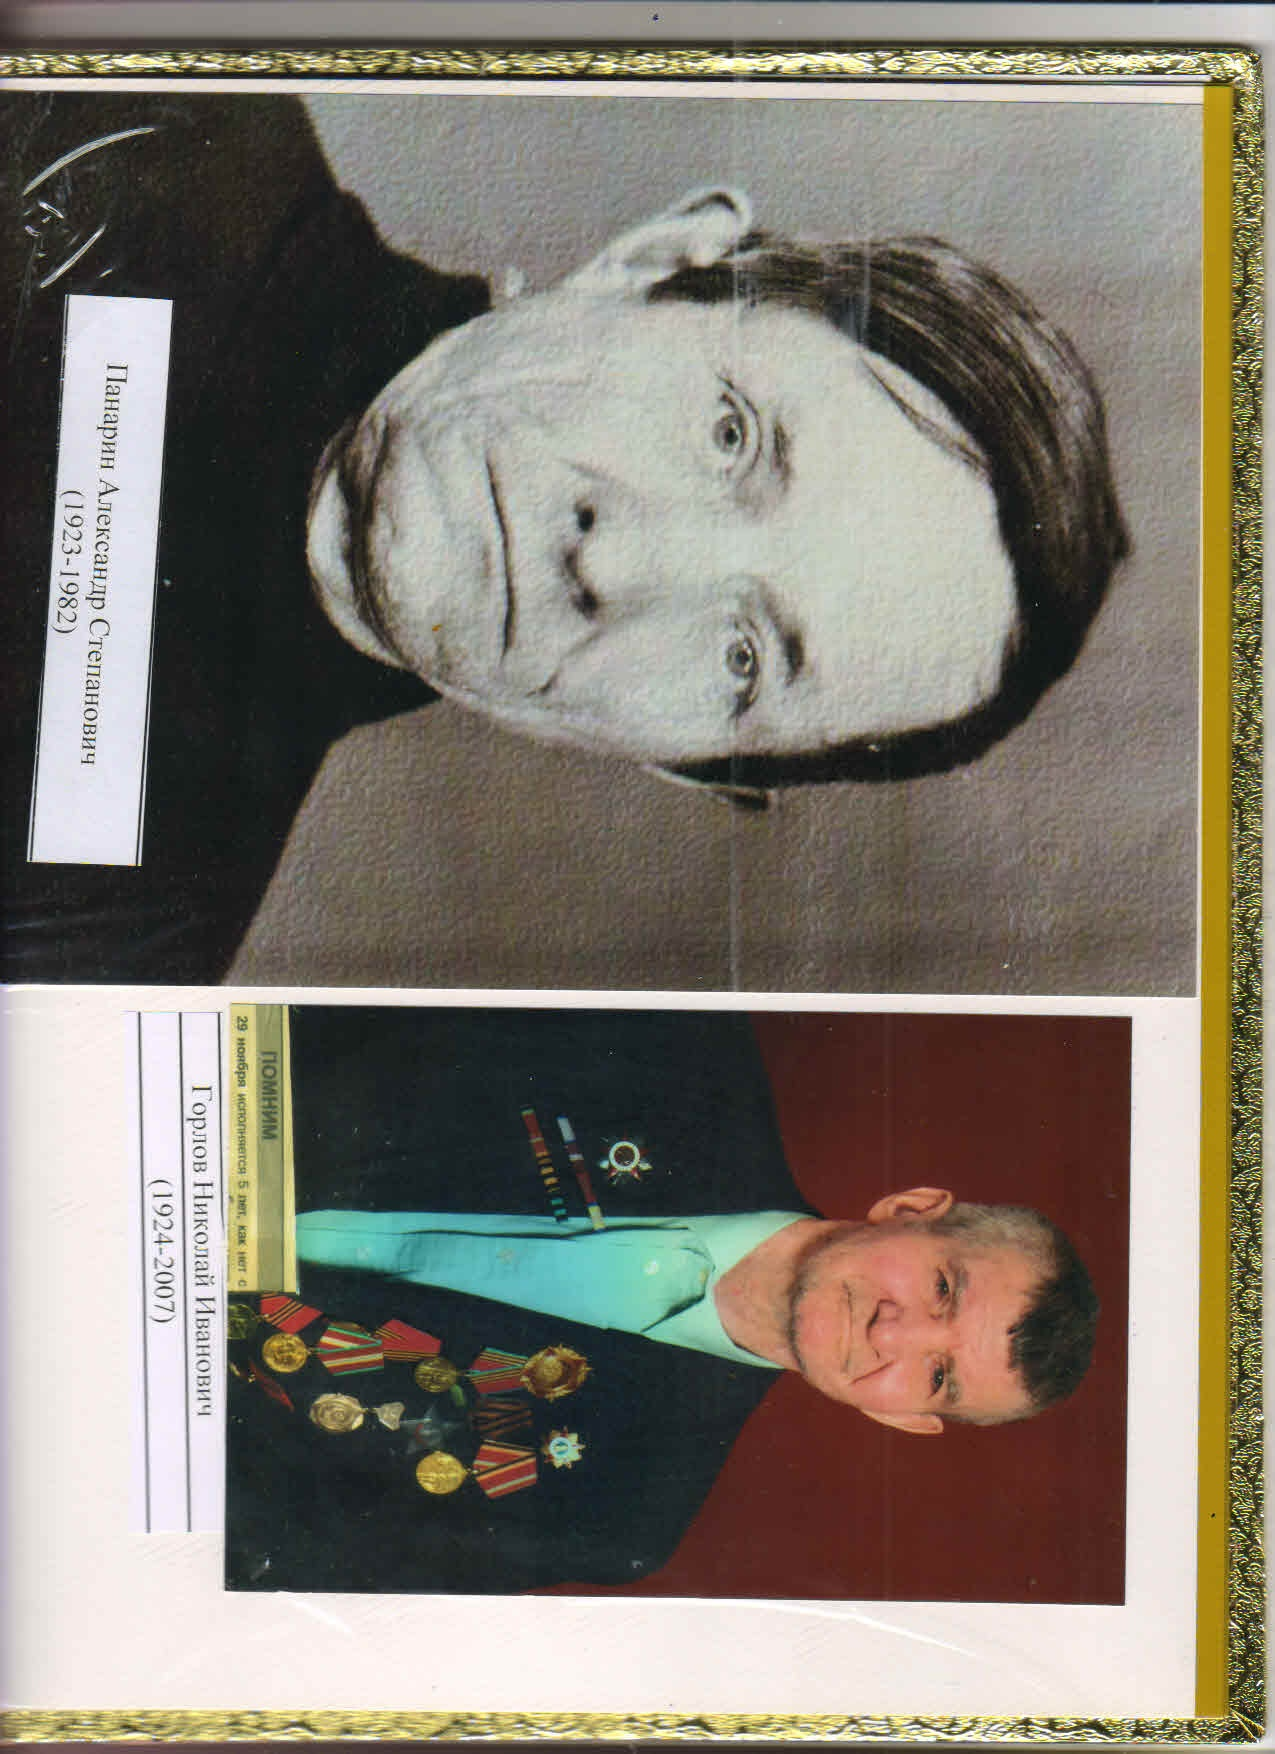 Панарин Александр Степанович
(1923-1982)
ПОМНИМ
29 ноября исполняется 5 лет, как нет с
Горлов Николай Иванович
(1924-2007)